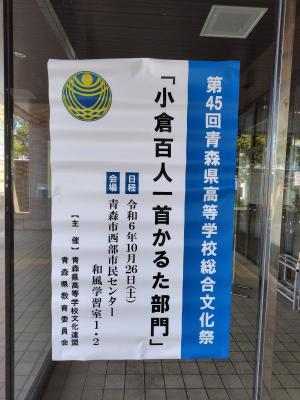 第45回青森県高等学校総合文化祭
「小倉百人一首かるた部門」
日程 令和6年10月26日(土)
会場 青森市西部市民センター
和風学習室1・2
【主催】青森県高等学校文化連盟
青森県教育委員会